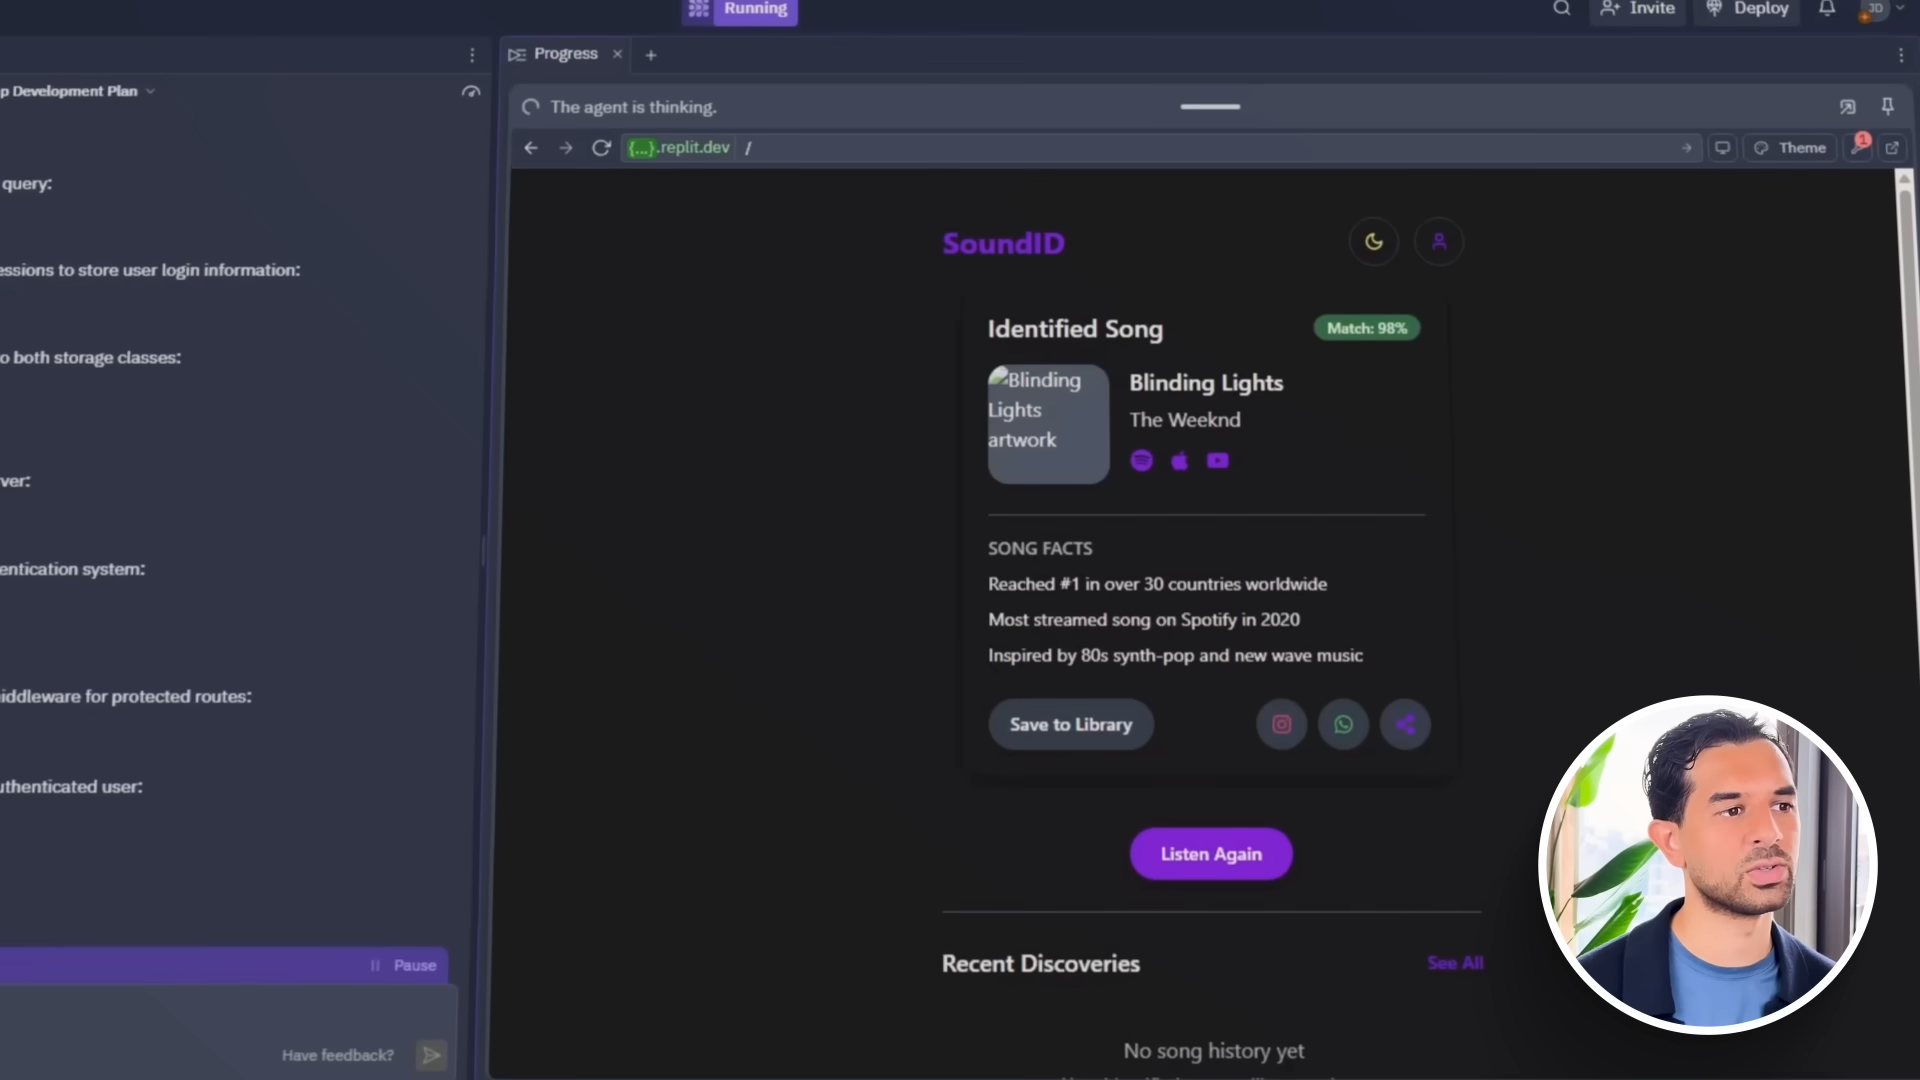 Running
Invite
Deploy
JD
Progress
p Development Plan
The agent is thinking.
{...}.replit.dev /
Theme
1
query:
essions to store user login information:
o both storage classes:
ver:
entication system:
iddleware for protected routes:
uthenticated user:
Pause
Have feedback?
SoundID
Identified Song
Match: 98%
Blinding
Lights
artwork
Blinding Lights
The Weeknd
SONG FACTS
Reached #1 in over 30 countries worldwide
Most streamed song on Spotify in 2020
Inspired by 80s synth-pop and new wave music
Save to Library
Listen Again
Recent Discoveries
See All
No song history yet